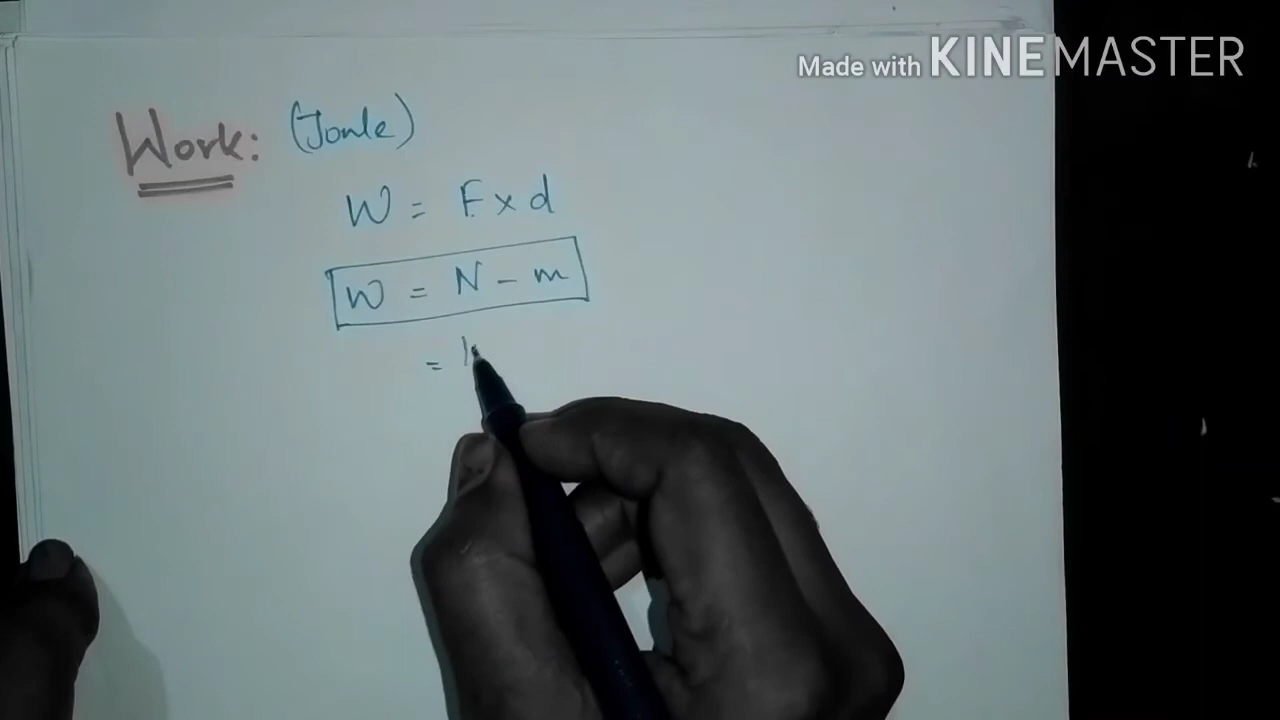 Made with KINEMASTER
Work: (Joule)
W = F x d
W = N - m
=